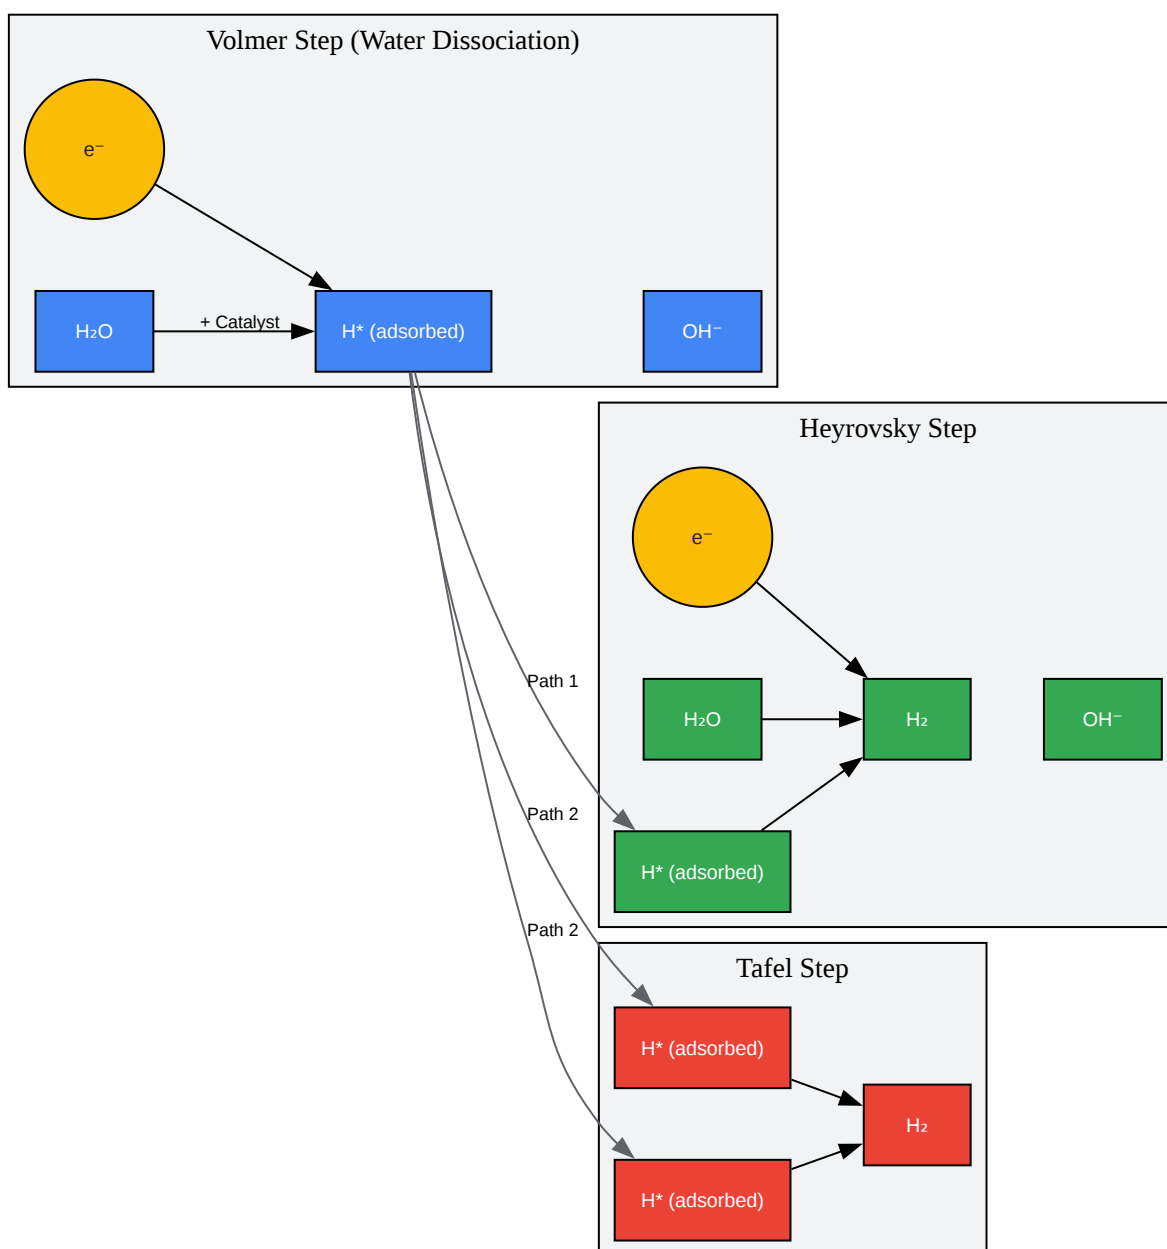 Volmer Step (Water Dissociation)
e⁻
H₂O
+ Catalyst
H* (adsorbed)
OH⁻
Heyrovsky Step
e⁻
Path 1
H₂O
H₂
OH⁻
Path 2
H* (adsorbed)
Path 2
Tafel Step
H* (adsorbed)
H₂
H* (adsorbed)